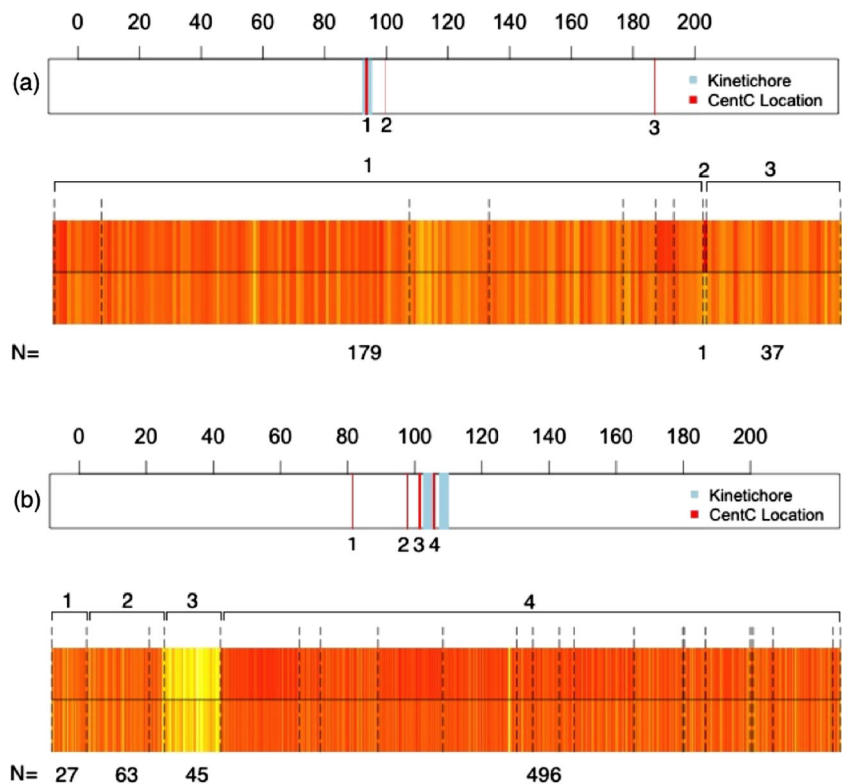 0 20 40 60 80 100 120 140 160 180 200
(a)
Kinetichore
CentC Location
1 2 3
1 2 3
N= 179 1 37
0 20 40 60 80 100 120 140 160 180 200
(b)
Kinetichore
CentC Location
1 2 3 4
1 2 3 4
N= 27 63 45 496